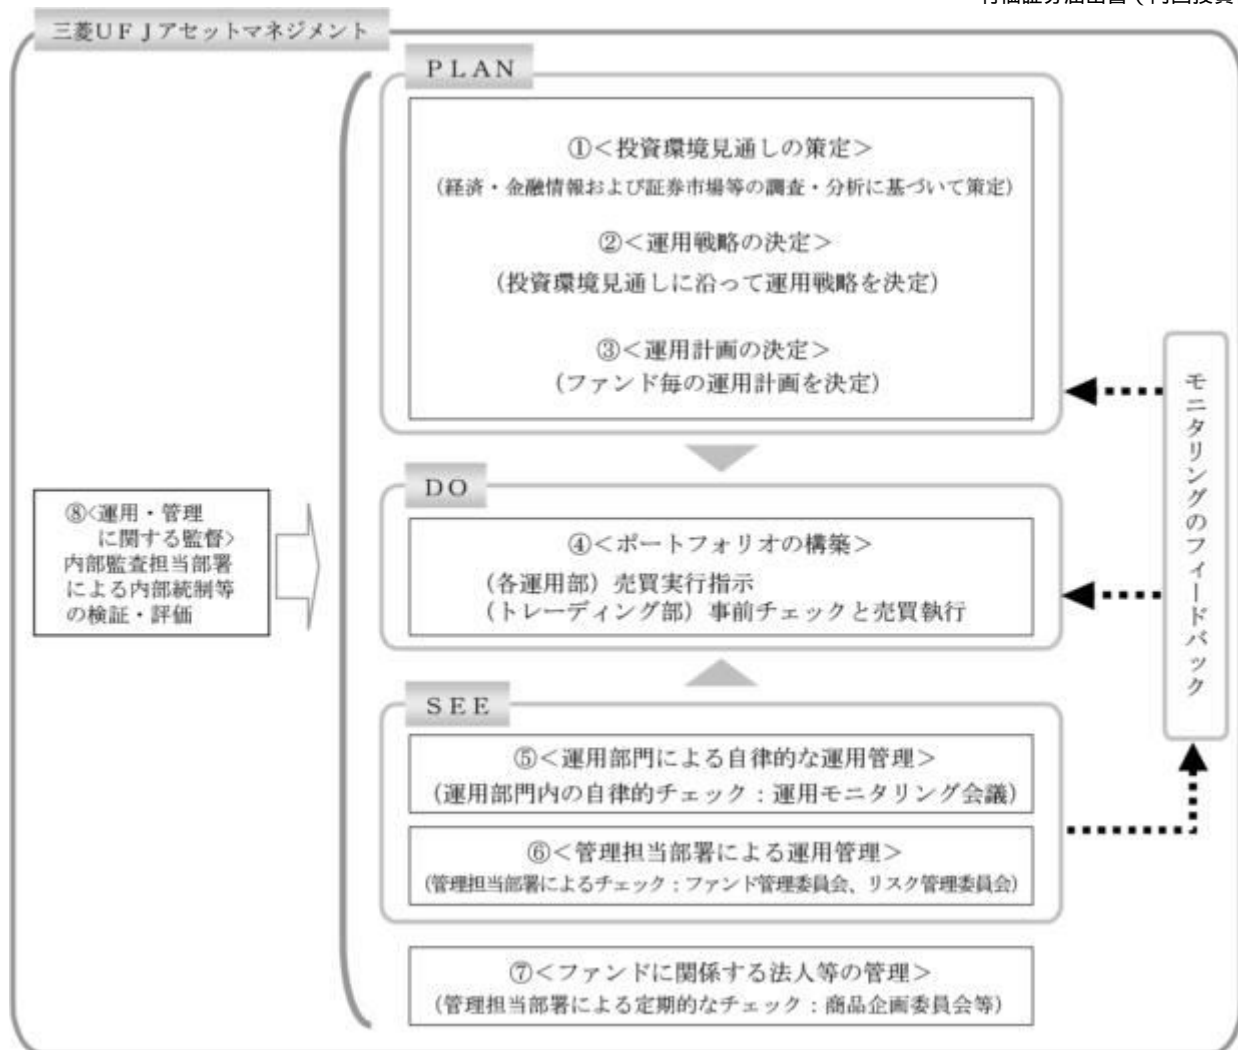 三菱UFJアセットマネジメント
PLAN
①＜投資環境見通しの策定＞
(経済・金融情報および証券市場等の調査・分析に基づいて策定)
②＜運用戦略の決定＞
(投資環境見通しに沿って運用戦略を決定)
③＜運用計画の決定＞
(ファンド毎の運用計画を決定)
DO
④＜ポートフォリオの構築＞
(各運用部) 売買実行指示
(トレーディング部) 事前チェックと売買執行
SEE
⑤＜運用部門による自律的な運用管理＞
(運用部門内の自律的チェック：運用モニタリング会議)
⑥＜管理担当部署による運用管理＞
(管理担当部署によるチェック：ファンド管理委員会、リスク管理委員会)
⑦＜ファンドに関係する法人等の管理＞
(管理担当部署による定期的なチェック：商品企画委員会等)
⑧＜運用・管理
に関する監督＞
内部監査担当部署
による内部統制等
の検証・評価
モニタリングのフィードバック